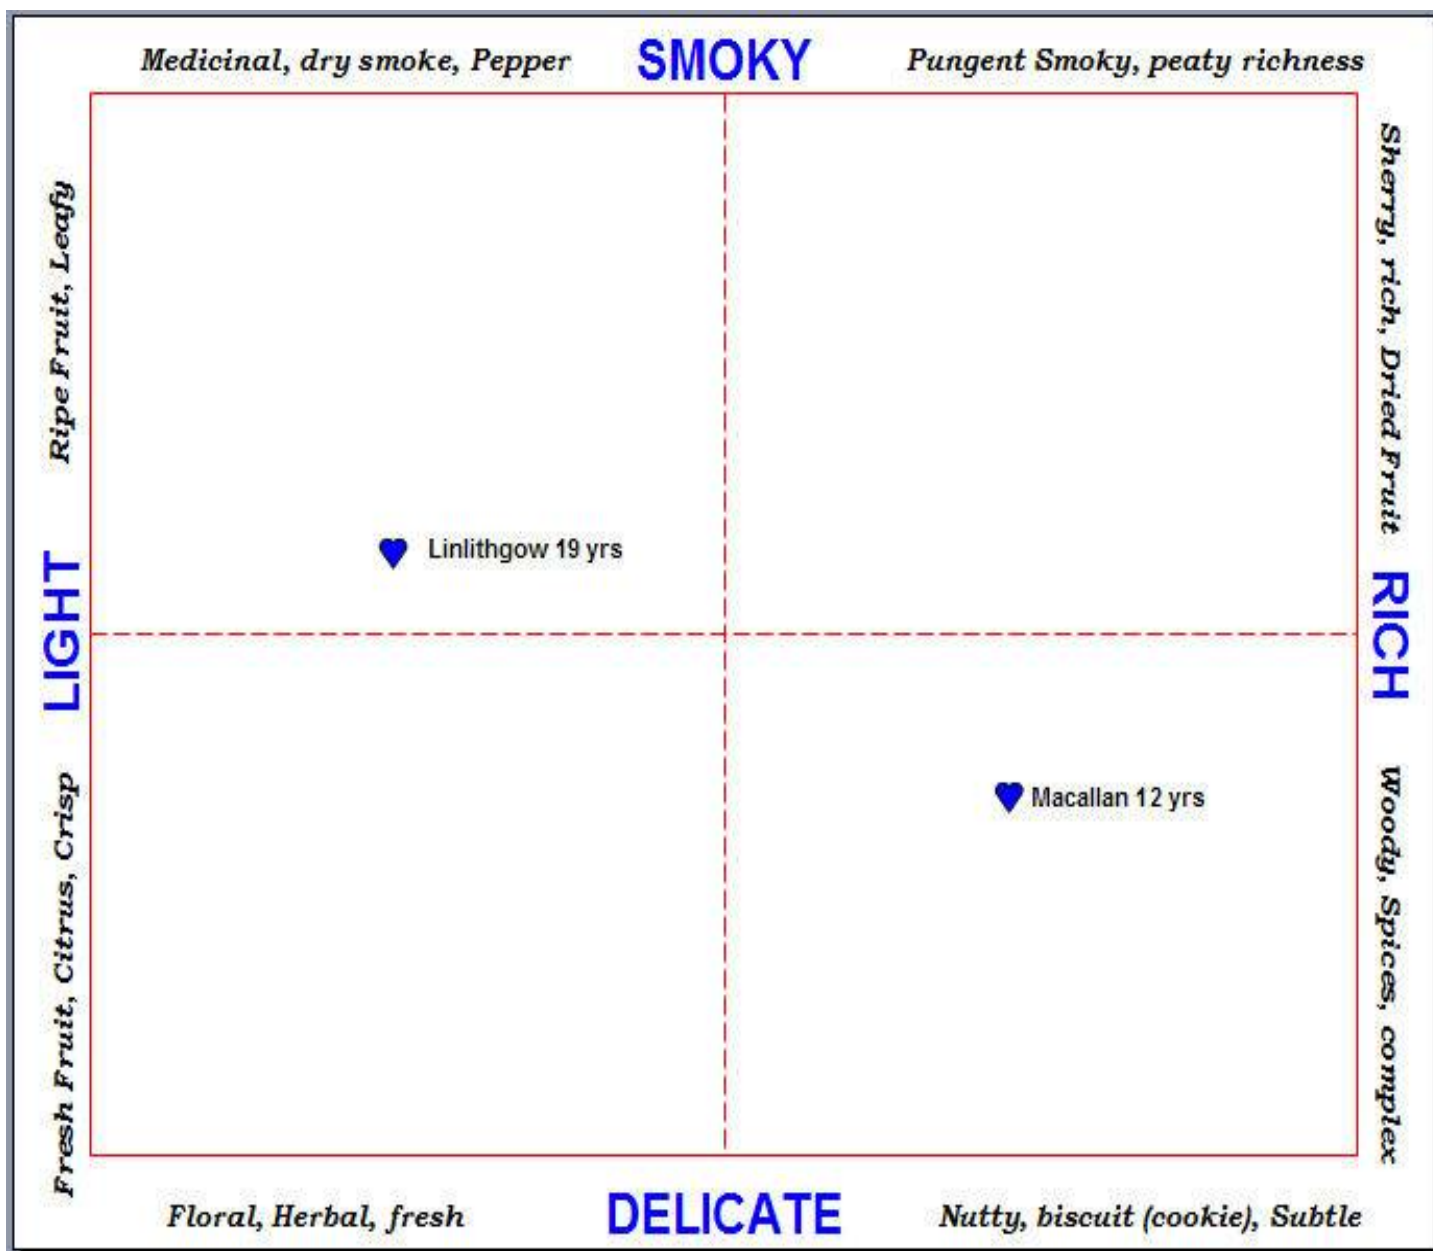 Medicinal, dry smoke, Pepper
SMOKY
Pungent Smoky, peaty richness
Ripe Fruit, Leafy
Sherry, rich, Dried Fruit
Linlithgow 19 yrs
LIGHT
RICH
Macallan 12 yrs
Fresh Fruit, Citrus, Crisp
Woody, Spices, complex
Floral, Herbal, fresh
DELICATE
Nutty, biscuit (cookie), Subtle